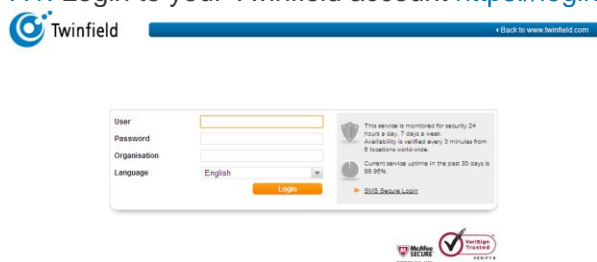 Login to your Twinfield account https://login
Twinfield
Back to www.twinfield.com
User
Password
Organisation
Language
English
Login
This service is monitored for security 24
hours a day, 7 days a week.
Availability is verified every 3 minutes from
6 locations world-wide.
Current service uptime in the past 30 days is
99.96%.
SMS Secure Login
McAfee
SECURE
VeriSign
Trusted